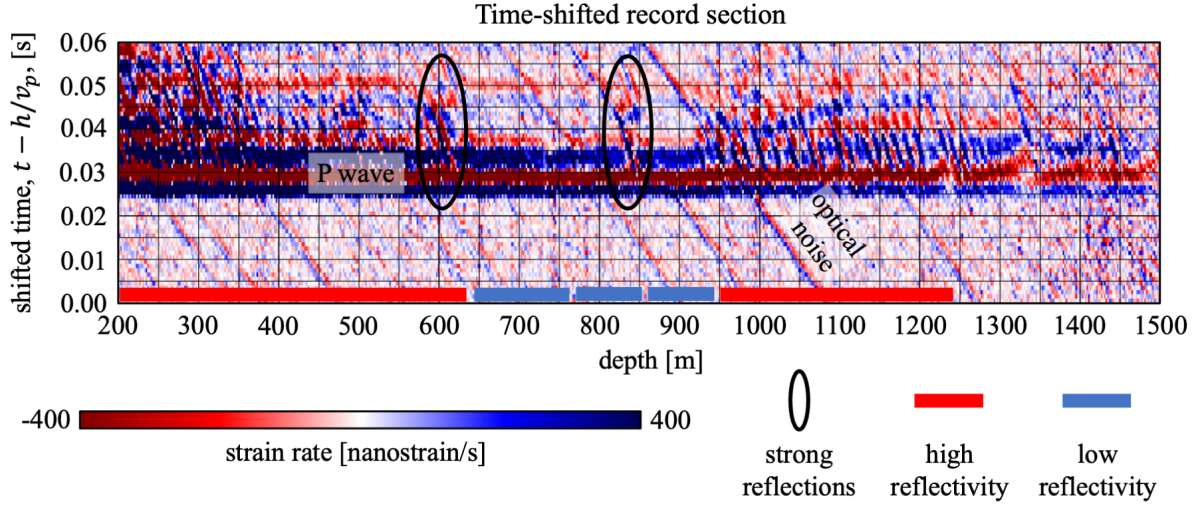 Time-shifted record section
shifted time, t − h/vₚ, [s]
0.06
0.05
0.04
0.03
0.02
0.01
0.00
P wave
optical
noise
200 300 400 500 600 700 800 900 1000 1100 1200 1300 1400 1500
depth [m]
-400 400
strain rate [nanostrain/s]
strong
reflections
high
reflectivity
low
reflectivity